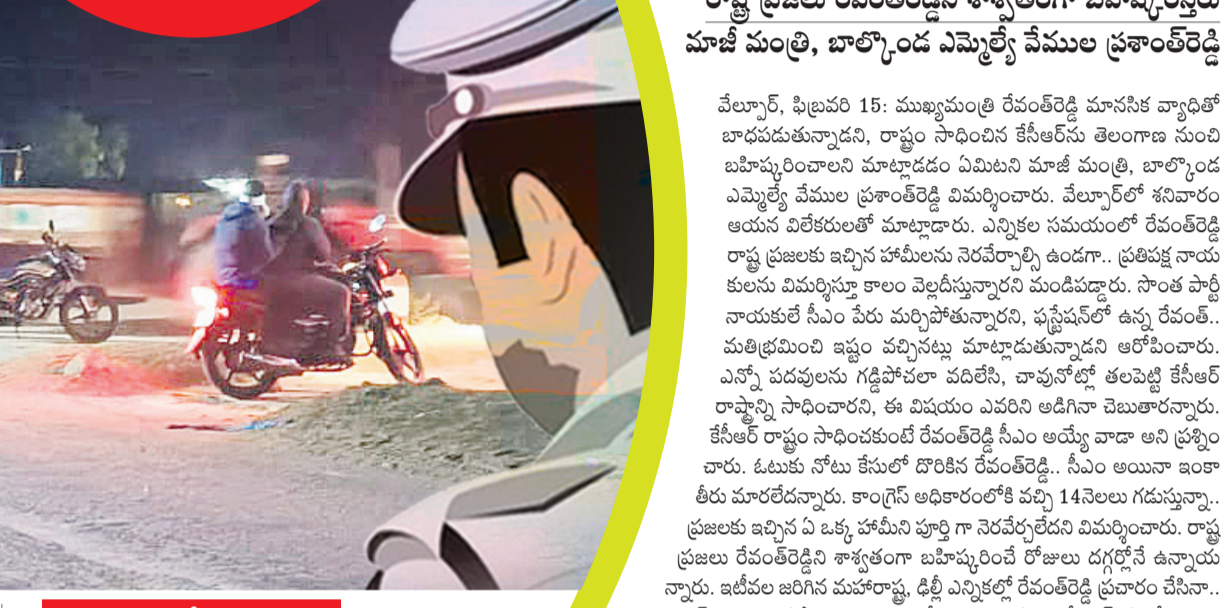 రాష్ట్ర ప్రజలు రేవంత్‌రెడ్డిని శాశ్వతంగా బహిష్కరిస్తరు
మాజీ మంత్రి, బాల్కొండ ఎమ్మెల్యే వేముల ప్రశాంత్‌రెడ్డి
వేల్పూర్‌, ఫిబ్రవరి 15: ముఖ్యమంత్రి రేవంత్‌రెడ్డి మానసిక వ్యాధితో
బాధపడుతున్నాడని, రాష్ట్రం సాధించిన కేసీఆర్‌ను తెలంగాణ నుంచి
బహిష్కరించాలని మాట్లాడడం ఏమిటని మాజీ మంత్రి, బాల్కొండ
ఎమ్మెల్యే వేముల ప్రశాంత్‌రెడ్డి విమర్శించారు. వేల్పూర్‌లో శనివారం
ఆయన విలేకరులతో మాట్లాడారు. ఎన్నికల సమయంలో రేవంత్‌రెడ్డి
రాష్ట్ర ప్రజలకు ఇచ్చిన హామీలను నెరవేర్చాల్సి ఉండగా.. ప్రతిపక్ష నాయ
కులను విమర్శిస్తూ కాలం వెల్లదీస్తున్నారని మండిపడ్డారు. సొంత పార్టీ
నాయకులే సీఎం పేరు మర్చిపోతున్నారని, ఫస్ట్రేషన్‌లో ఉన్న రేవంత్‌..
మతిభ్రమించి ఇష్టం వచ్చినట్లు మాట్లాడుతున్నాడని ఆరోపించారు.
ఎన్నో పదవులను గడ్డిపోచలా వదిలేసి, చావునోట్లో తలపెట్టి కేసీఆర్
రాష్ట్రాన్ని సాధించారని, ఈ విషయం ఎవరిని అడిగినా చెబుతారన్నారు.
కేసీఆర్ రాష్ట్రం సాధించకుంటే రేవంత్‌రెడ్డి సీఎం అయ్యే వాడా అని ప్రశ్నిం
చారు. ఓటుకు నోటు కేసులో దొరికిన రేవంత్‌రెడ్డి.. సీఎం అయినా ఇంకా
తీరు మారలేదన్నారు. కాంగ్రెస్ అధికారంలోకి వచ్చి 14నెలలు గడుస్తున్నా..
ప్రజలకు ఇచ్చిన ఏ ఒక్క హామీని పూర్తి గా నెరవేర్చలేదని విమర్శించారు. రాష్ట్ర
ప్రజలు రేవంత్‌రెడ్డిని శాశ్వతంగా బహిష్కరించే రోజులు దగ్గర్లోనే ఉన్నాయ
న్నారు. ఇటీవల జరిగిన మహారాష్ట్ర, ఢిల్లీ ఎన్నికల్లో రేవంత్‌రెడ్డి ప్రచారం చేసినా..